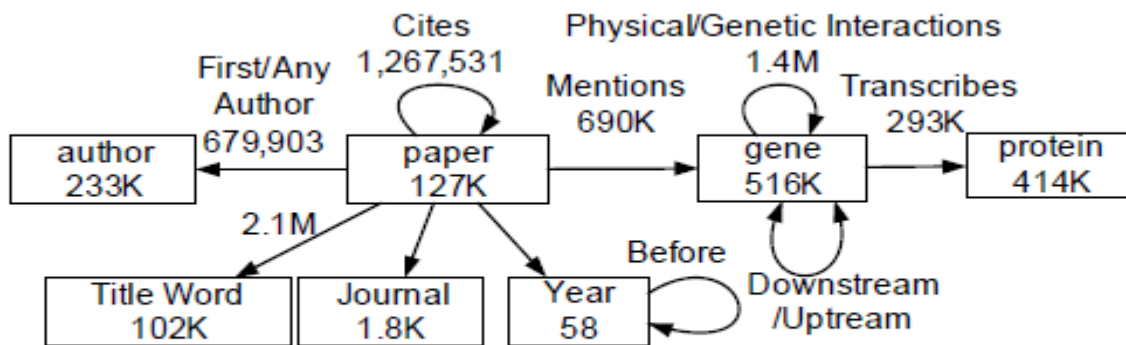 Cites
1,267,531
Physical/Genetic Interactions
1.4M
First/Any
Author
679,903
Mentions
690K
Transcribes
293K
author
233K
paper
127K
gene
516K
protein
414K
2.1M
Before
Title Word
102K
Journal
1.8K
Year
58
Downstream
/Uptream